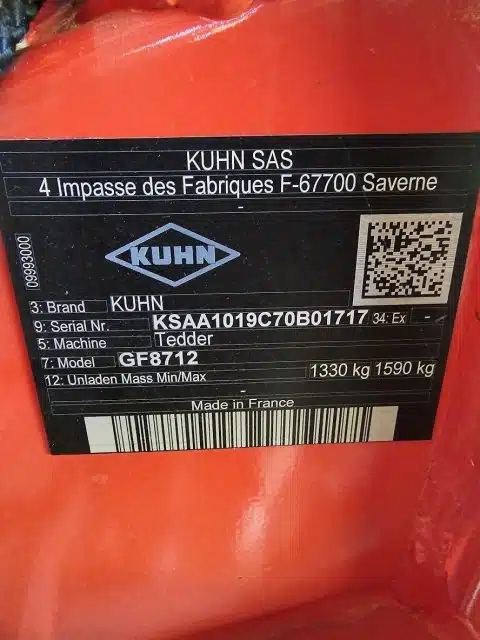 KUHN SAS
4 Impasse des Fabriques F-67700 Saverne
-
09993000
KUHN
3: Brand KUHN
9: Serial Nr. KSAA1019C70B01717 34: Ex -
5: Machine Tedder
7: Model GF8712
12: Unladen Mass Min/Max 1330 kg 1590 kg
-
Made in France